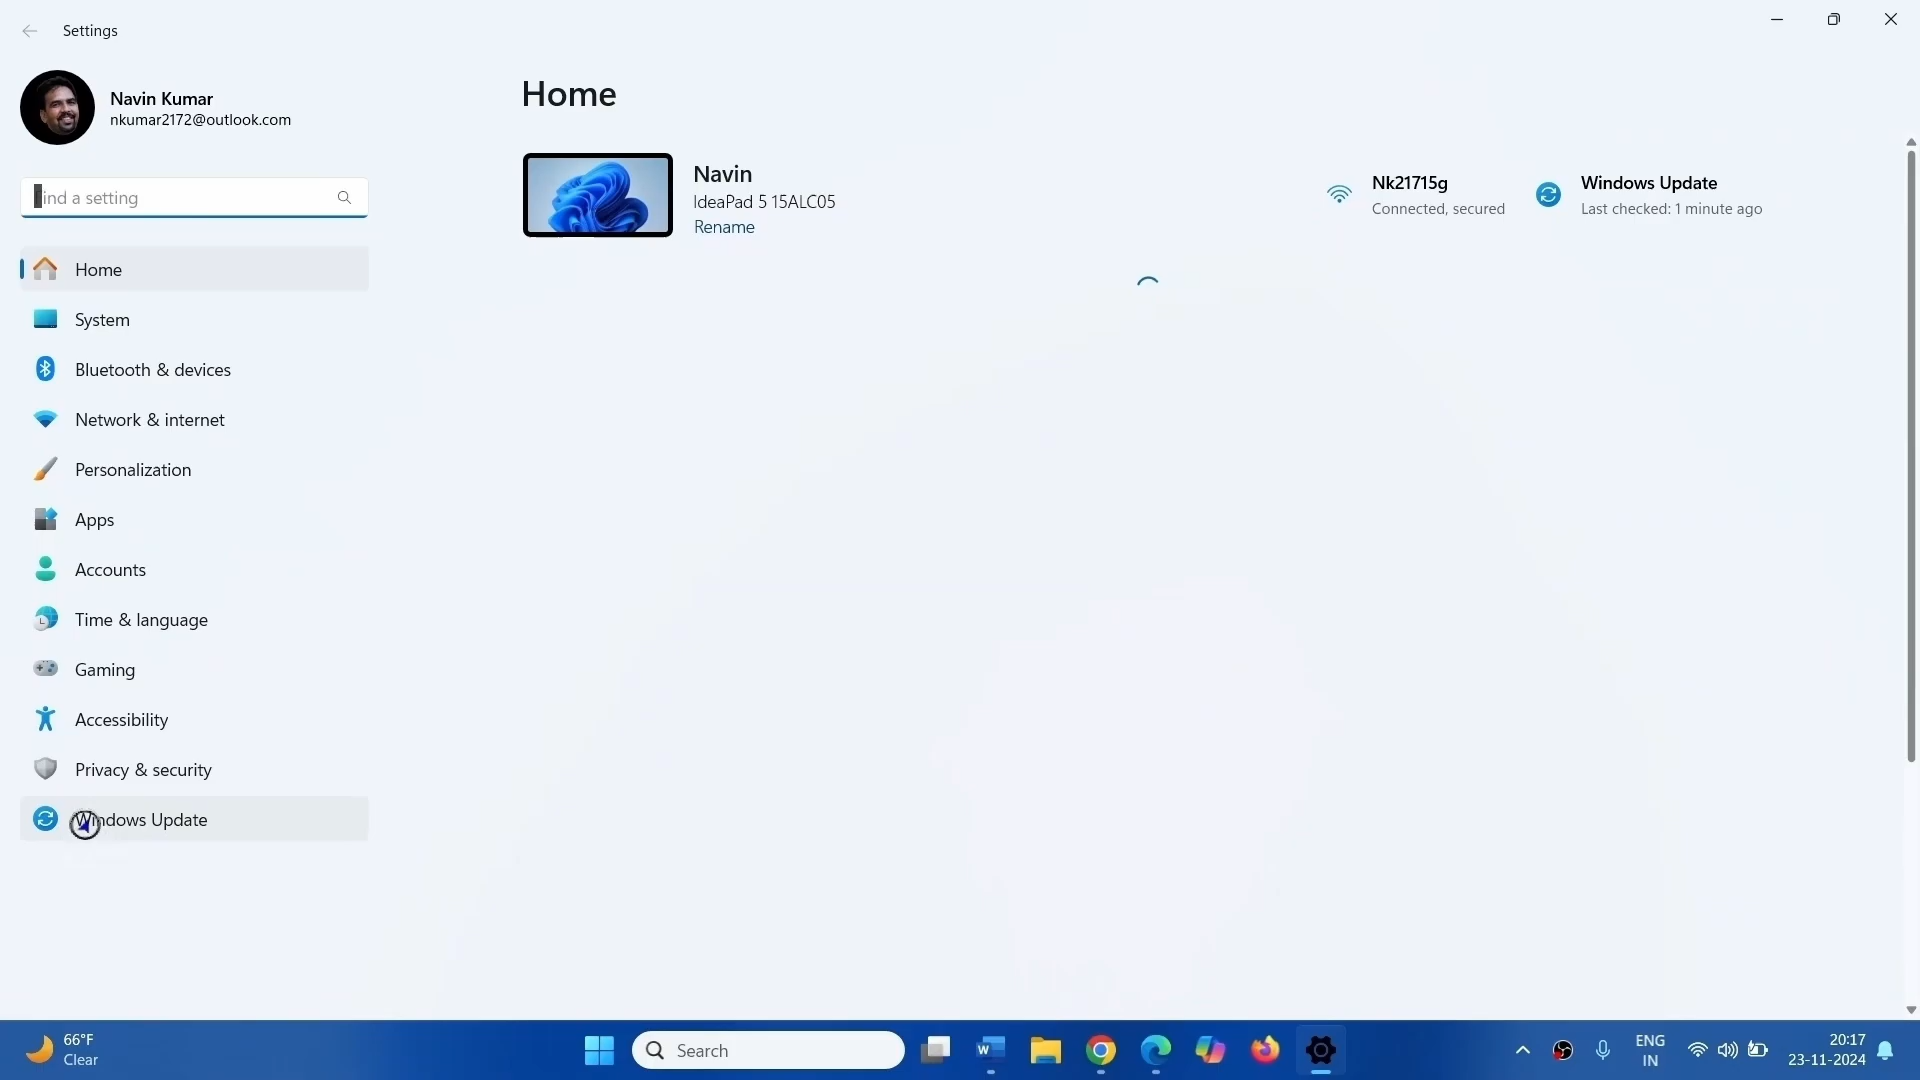 Settings
Navin Kumar
nkumar2172@outlook.com
Find a setting
Home
System
Bluetooth & devices
Network & internet
Personalization
Apps
Accounts
Time & language
Gaming
Accessibility
Privacy & security
Windows Update
Home
Navin
IdeaPad 5 15ALC05
Rename
Nk21715g
Connected, secured
Windows Update
Last checked: 1 minute ago
66°F
Clear
Search
ENG
IN
20:17
23-11-2024